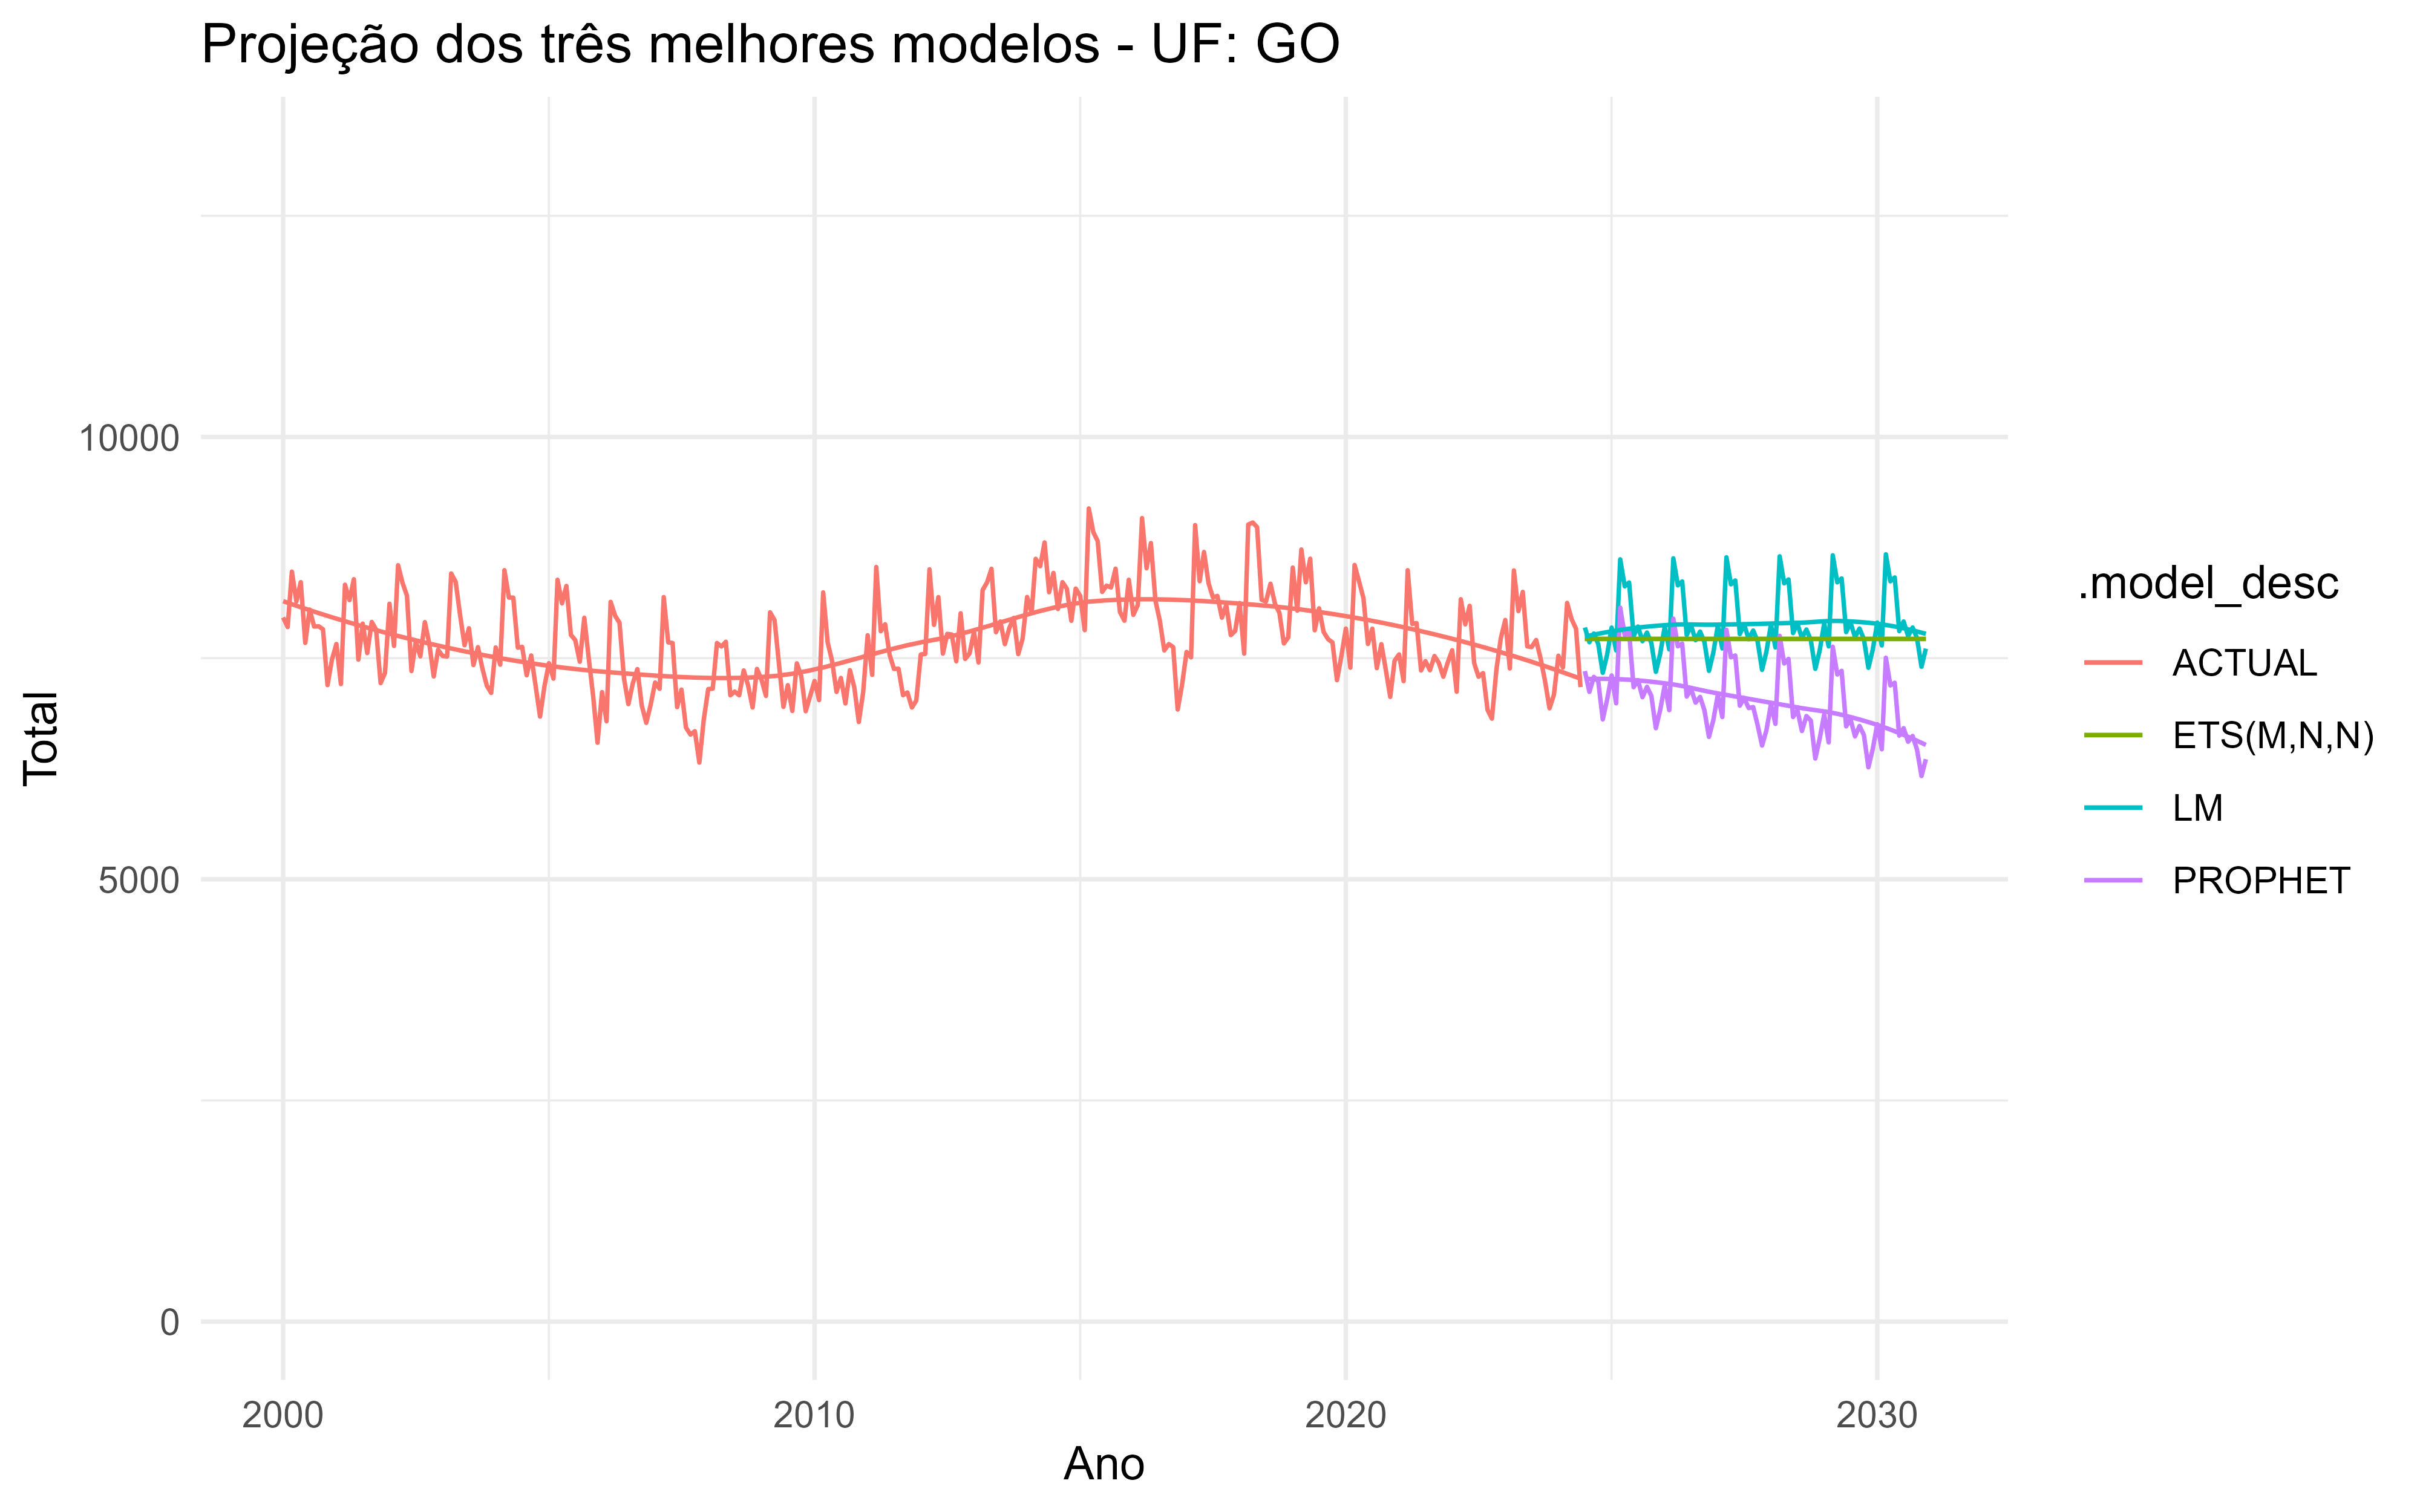 Projeção dos três melhores modelos - UF: GO
Total
10000
5000
0
2000
2010
2020
2030
Ano
.model_desc
ACTUAL
ETS(M,N,N)
LM
PROPHET